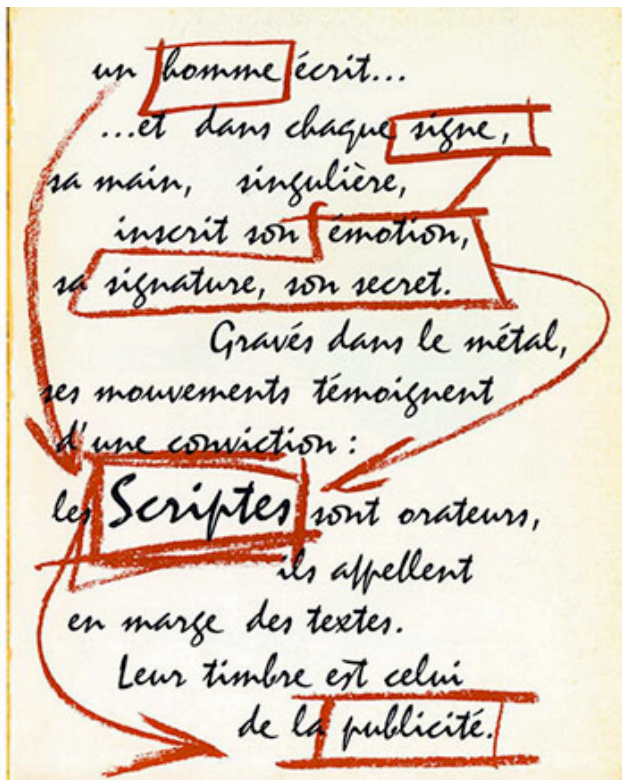 un homme écrit...
...et dans chaque signe,
sa main, singulière,
inscrit son émotion,
sa signature, son secret.
Gravés dans le métal,
ses mouvements témoignent
d'une conviction :
les Scriptes sont orateurs,
ils appellent
en marge des textes.
Leur timbre est celui
de la publicité.